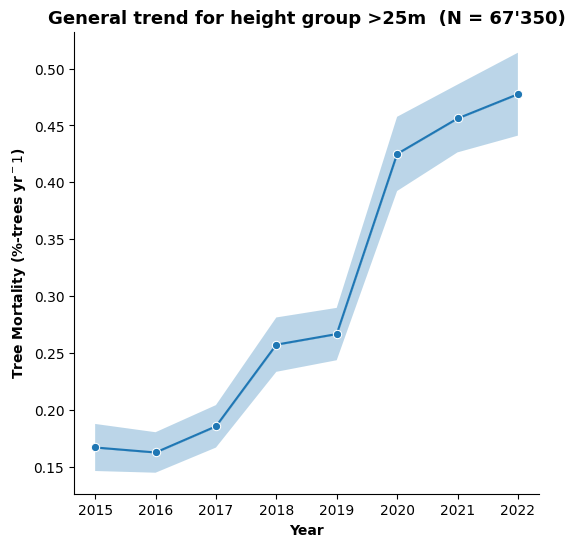 General trend for height group >25m (N = 67'350)
Tree Mortality (%-trees yr⁻1)
0.50
0.45
0.40
0.35
0.30
0.25
0.20
0.15
2015 2016 2017 2018 2019 2020 2021 2022
Year